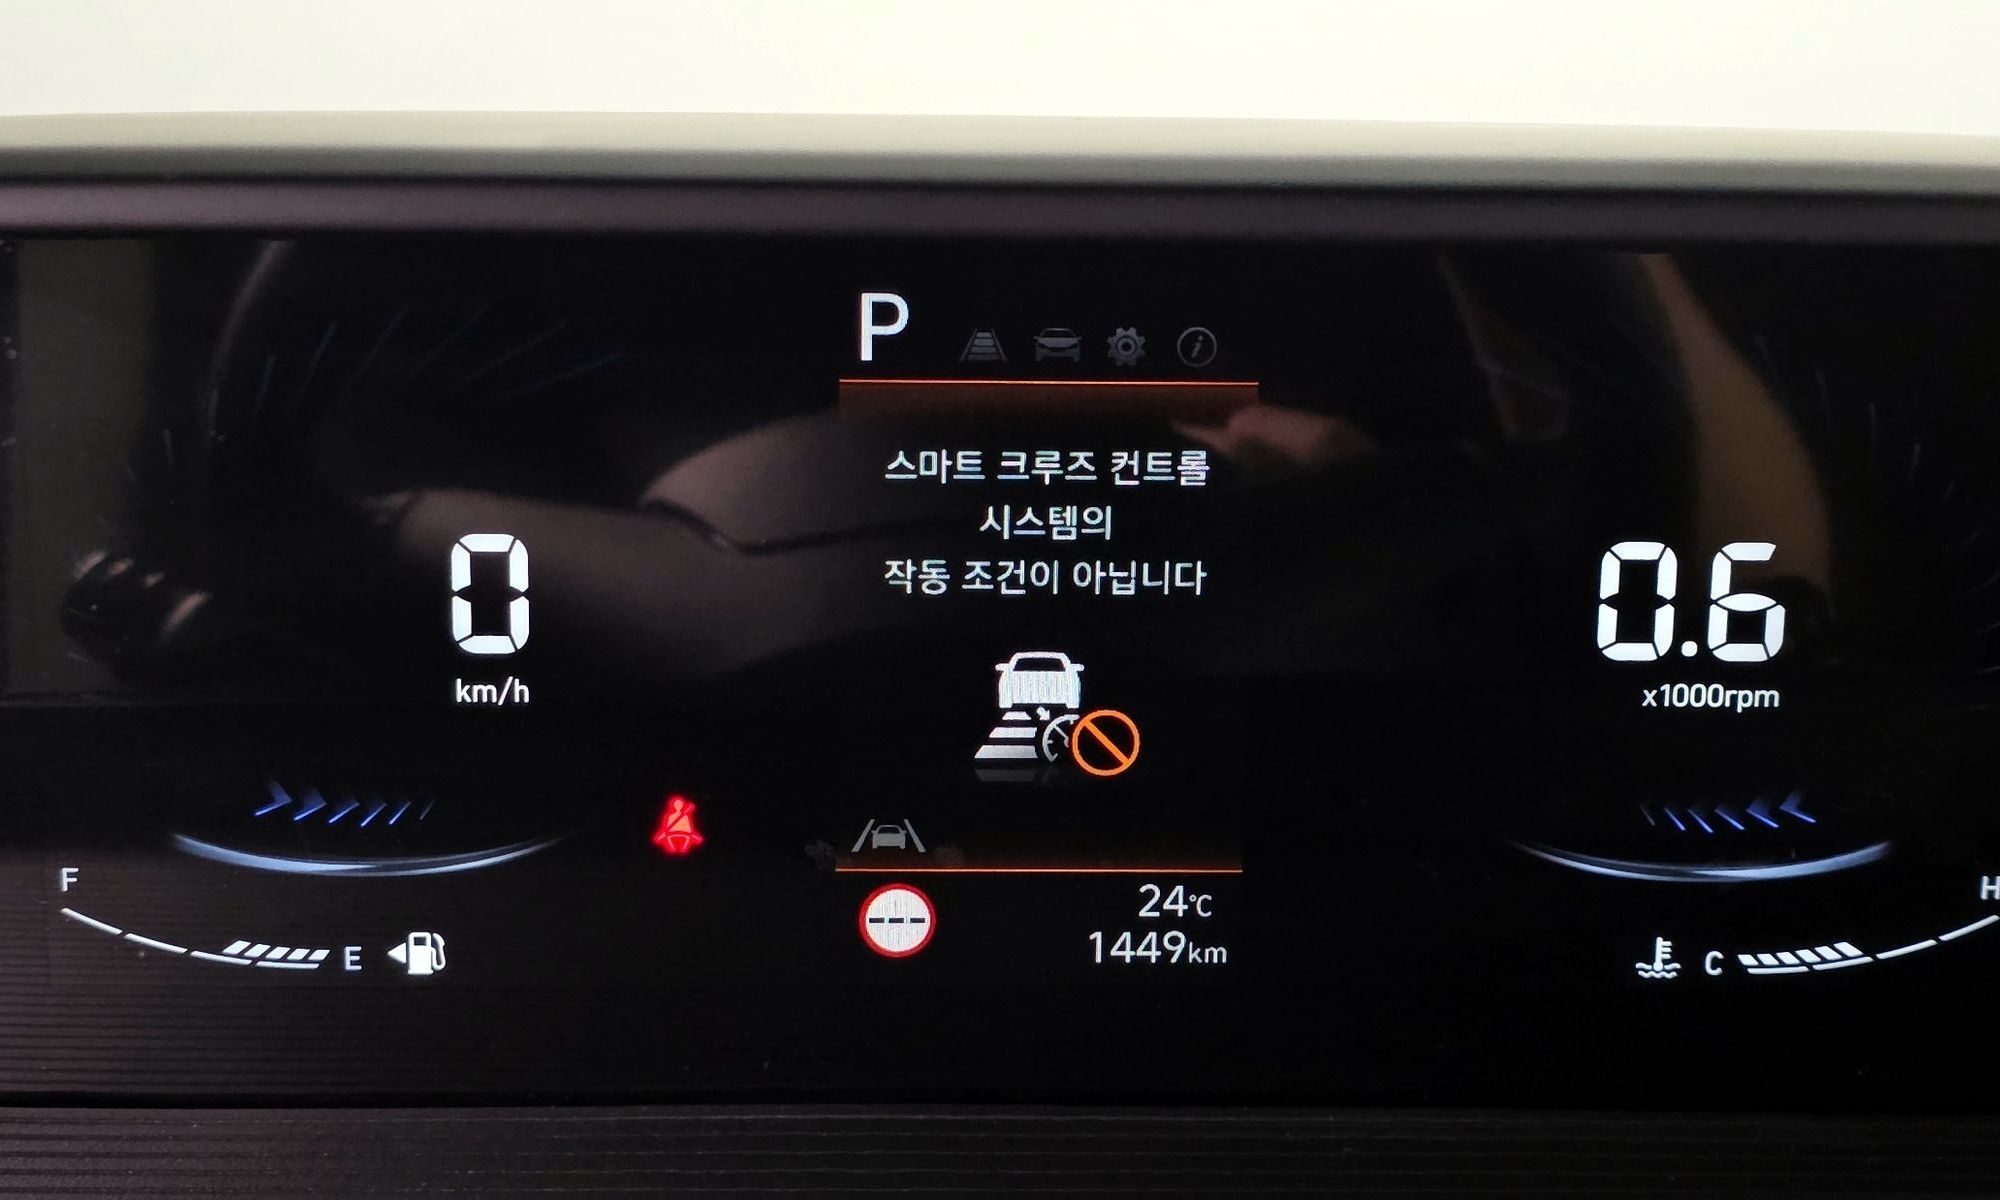 P
스마트 크루즈 컨트롤
시스템의
작동 조건이 아닙니다
0
km/h
0.6
x1000rpm
F
E
H
C
---
24℃
1449km